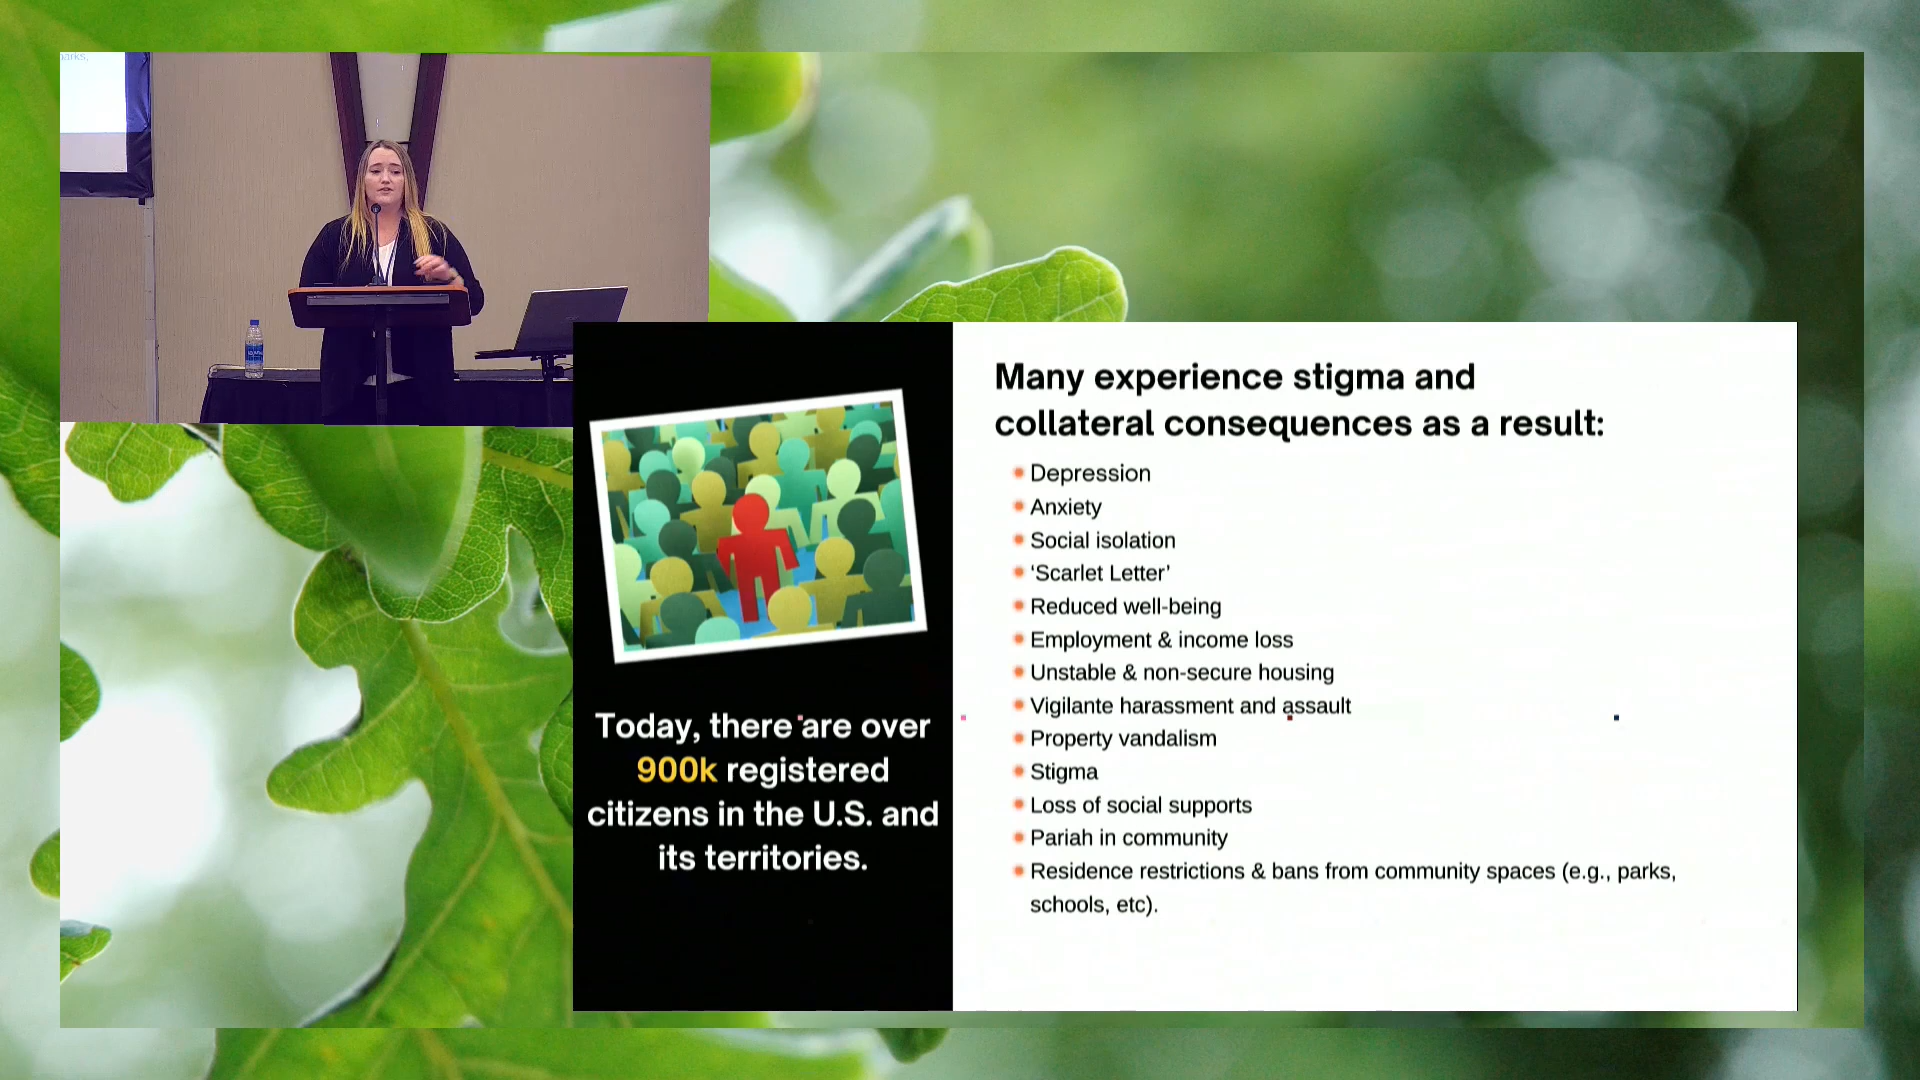 arks,
Today, there are over
900k registered
citizens in the U.S. and
its territories.
Many experience stigma and
collateral consequences as a result:
Depression
Anxiety
Social isolation
‘Scarlet Letter’
Reduced well-being
Employment & income loss
Unstable & non-secure housing
Vigilante harassment and assault
Property vandalism
Stigma
Loss of social supports
Pariah in community
Residence restrictions & bans from community spaces (e.g., parks,
schools, etc).